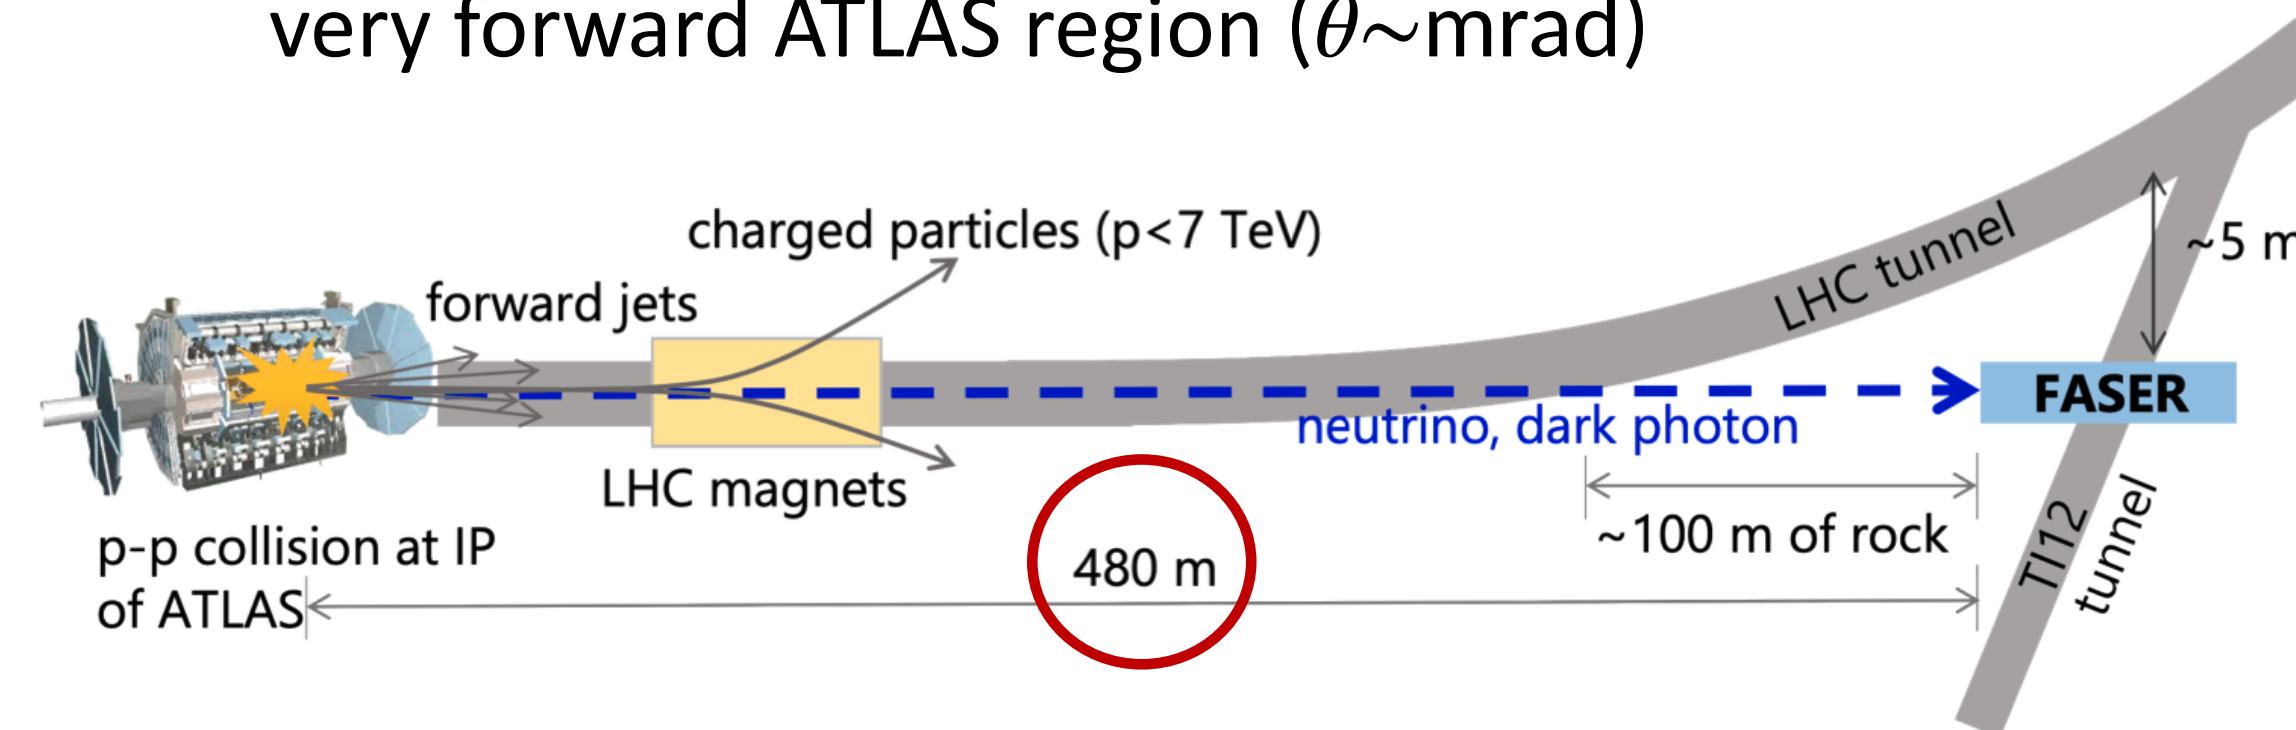 very forward ATLAS region (θ~mrad)
charged particles (p<7 TeV)
forward jets
LHC tunnel
~5 m
neutrino, dark photon
FASER
LHC magnets
~100 m of rock
p-p collision at IP
of ATLAS
480 m
TI12
tunnel